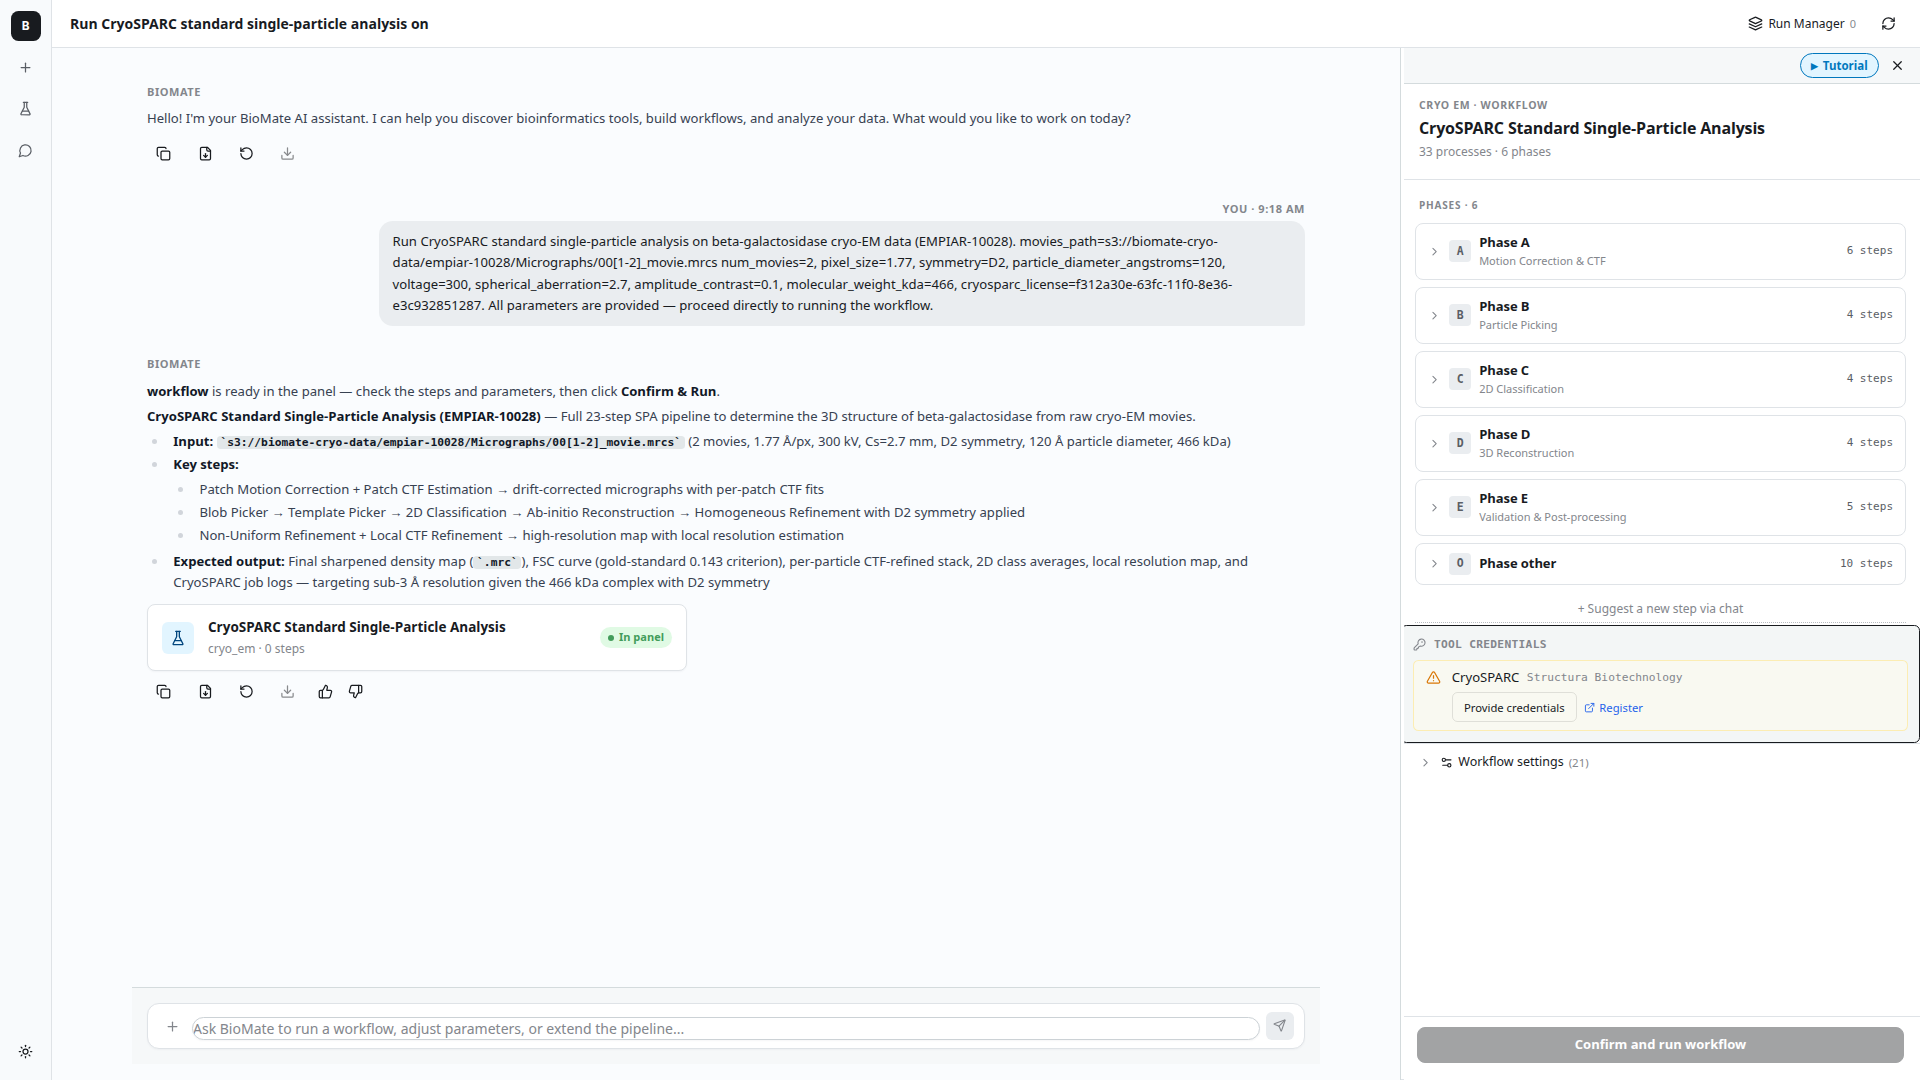 B
Run CryoSPARC standard single-particle analysis on
Run Manager 0
BIOMATE
Hello! I'm your BioMate AI assistant. I can help you discover bioinformatics tools, build workflows, and analyze your data. What would you like to work on today?
YOU · 9:18 AM
Run CryoSPARC standard single-particle analysis on beta-galactosidase cryo-EM data (EMPIAR-10028). movies_path=s3://biomate-cryo-
data/empiar-10028/Micrographs/00[1-2]_movie.mrcs num_movies=2, pixel_size=1.77, symmetry=D2, particle_diameter_angstroms=120,
voltage=300, spherical_aberration=2.7, amplitude_contrast=0.1, molecular_weight_kda=466, cryosparc_license=f312a30e-63fc-11f0-8e36-
e3c932851287. All parameters are provided — proceed directly to running the workflow.
BIOMATE
workflow is ready in the panel — check the steps and parameters, then click Confirm & Run.
CryoSPARC Standard Single-Particle Analysis (EMPIAR-10028) — Full 23-step SPA pipeline to determine the 3D structure of beta-galactosidase from raw cryo-EM movies.
Input: `s3://biomate-cryo-data/empiar-10028/Micrographs/00[1-2]_movie.mrcs` (2 movies, 1.77 Å/px, 300 kV, Cs=2.7 mm, D2 symmetry, 120 Å particle diameter, 466 kDa)
Key steps:
Patch Motion Correction + Patch CTF Estimation → drift-corrected micrographs with per-patch CTF fits
Blob Picker → Template Picker → 2D Classification → Ab-initio Reconstruction → Homogeneous Refinement with D2 symmetry applied
Non-Uniform Refinement + Local CTF Refinement → high-resolution map with local resolution estimation
Expected output: Final sharpened density map (`.mrc`), FSC curve (gold-standard 0.143 criterion), per-particle CTF-refined stack, 2D class averages, local resolution map, and
CryoSPARC job logs — targeting sub-3 Å resolution given the 466 kDa complex with D2 symmetry
CryoSPARC Standard Single-Particle Analysis
cryo_em · 0 steps
In panel
Ask BioMate to run a workflow, adjust parameters, or extend the pipeline...
Tutorial
CRYO EM · WORKFLOW
CryoSPARC Standard Single-Particle Analysis
33 processes · 6 phases
PHASES · 6
A Phase A 6 steps
Motion Correction & CTF
B Phase B 4 steps
Particle Picking
C Phase C 4 steps
2D Classification
D Phase D 4 steps
3D Reconstruction
E Phase E 5 steps
Validation & Post-processing
O Phase other 10 steps
+ Suggest a new step via chat
TOOL CREDENTIALS
CryoSPARC Structura Biotechnology
Provide credentials Register
Workflow settings (21)
Confirm and run workflow